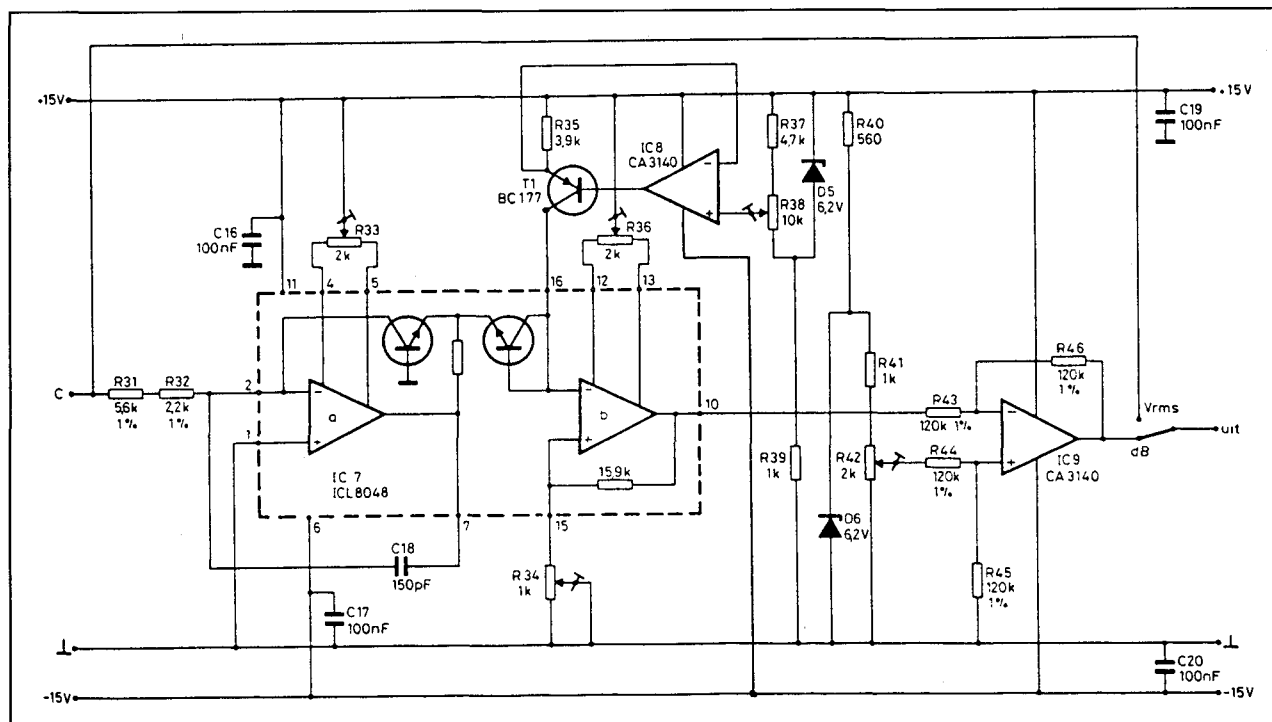 +15V
+15V
C19
100nF
R35
3,9k
IC8
CA3140
R37
4,7k
R40
560
T1
BC177
−
+
R38
10k
D5
6,2V
C16
100nF
R33
2k
R36
2k
11
4
5
16
12
13
C
R31
5,6k
1%
R32
2,2k
1%
2
1
−
+
a
−
+
b
10
IC 7
ICL8048
15,9k
6
7
15
C18
150pF
R34
1k
C17
100nF
R39
1k
R41
1k
R42
2k
D6
6,2V
R43
120k 1%
R44
120k
1%
R45
120k
1%
R46
120k
1%
−
+
IC9
CA3140
Vrms
dB
uit
C20
100nF
-15V
-15V